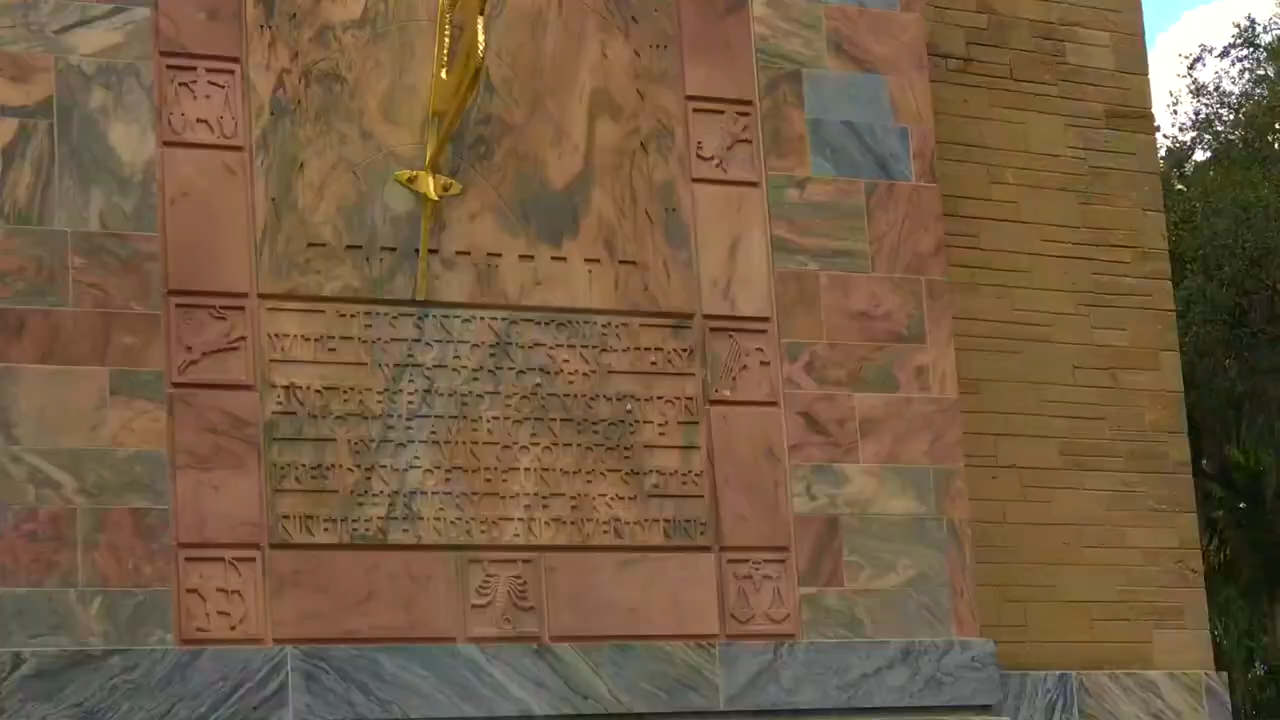 THIS SINGING TOWER
WITH ITS ADJACENT SANCTUARY
WAS DEDICATED
AND PRESENTED FOR VISITATION
TO THE AMERICAN PEOPLE
BY CALVIN COOLIDGE
PRESIDENT OF THE UNITED STATES
FEBRUARY THE FIRST
NINETEEN HUNDRED AND TWENTY NINE